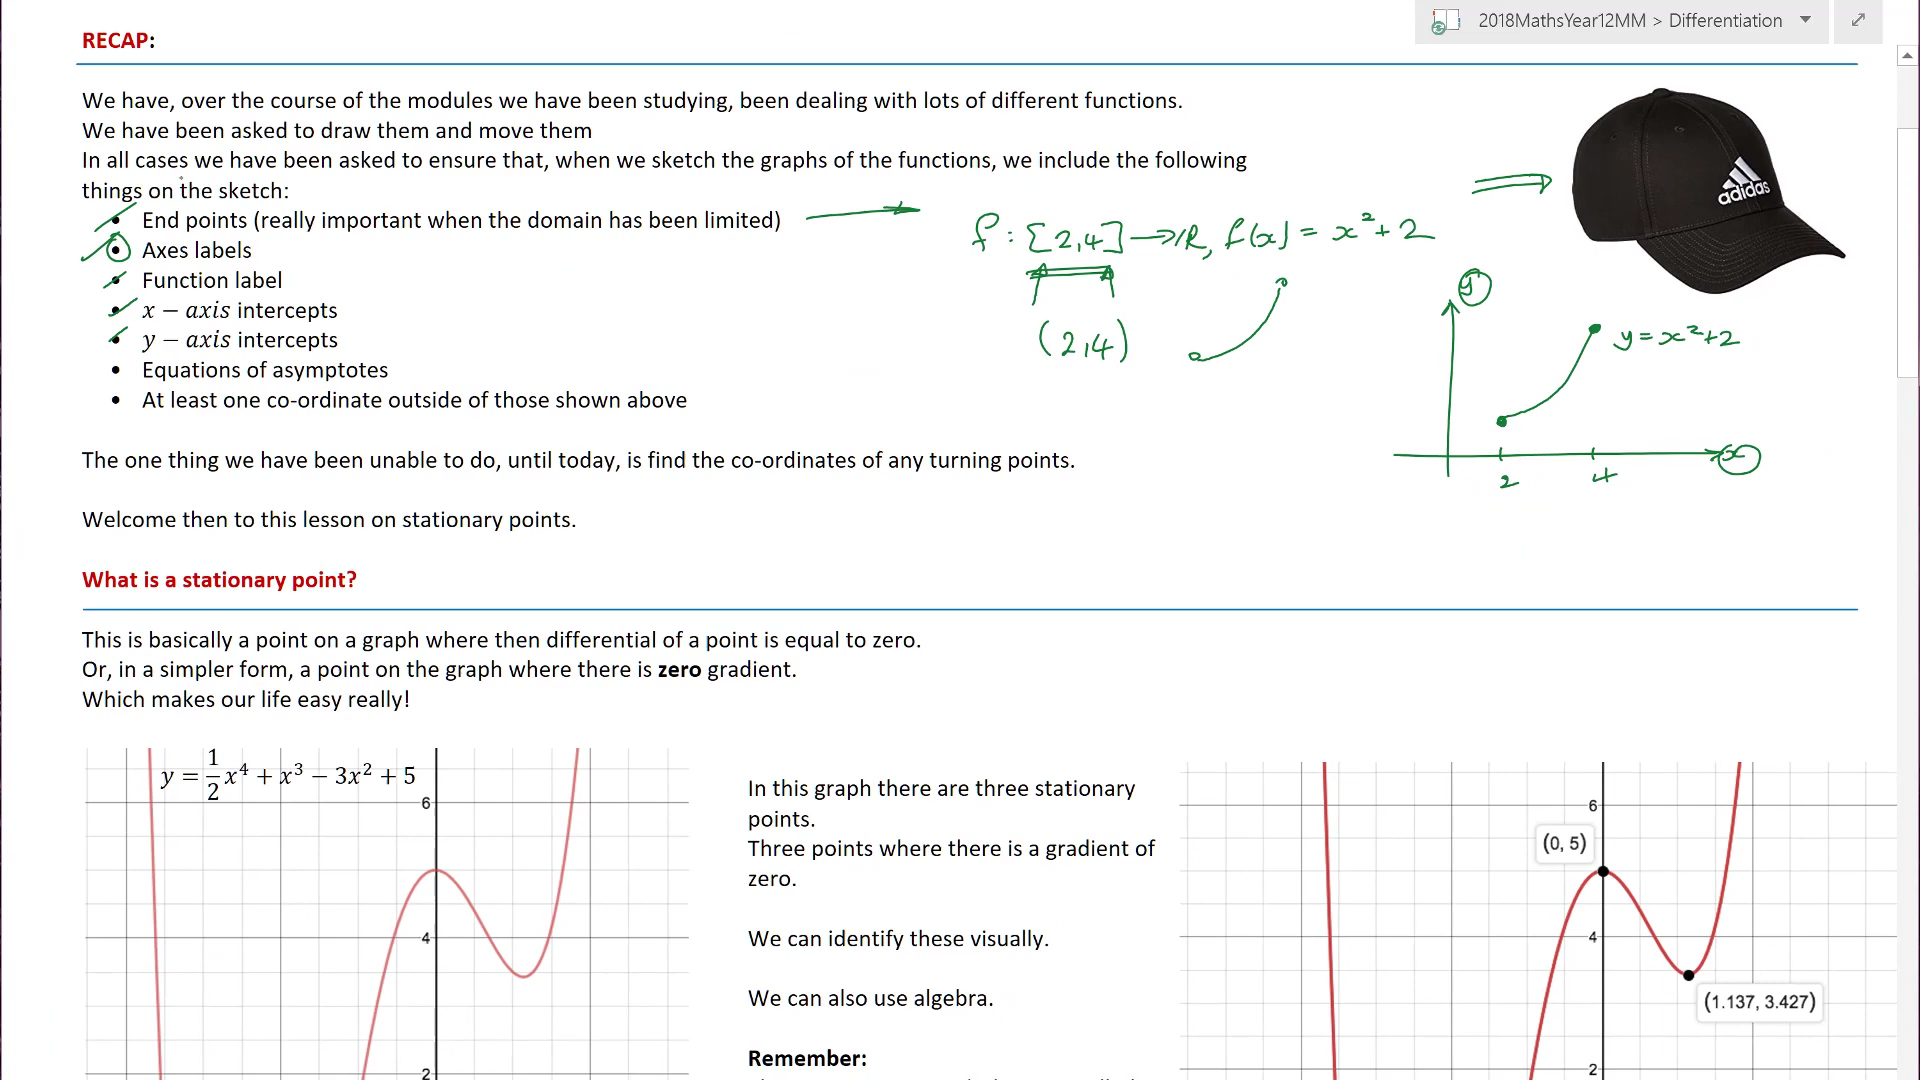 2018MathsYear12MM > Differentiation
RECAP:
We have, over the course of the modules we have been studying, been dealing with lots of different functions.
We have been asked to draw them and move them
In all cases we have been asked to ensure that, when we sketch the graphs of the functions, we include the following
things on the sketch:
• End points (really important when the domain has been limited)
• Axes labels
• Function label
• x – axis intercepts
• y – axis intercepts
• Equations of asymptotes
• At least one co-ordinate outside of those shown above
f : [2,4] → R, f(x) = x² + 2
(2,4)
adidas
y
y = x² + 2
x
2
4
The one thing we have been unable to do, until today, is find the co-ordinates of any turning points.
Welcome then to this lesson on stationary points.
What is a stationary point?
This is basically a point on a graph where then differential of a point is equal to zero.
Or, in a simpler form, a point on the graph where there is zero gradient.
Which makes our life easy really!
y = 1/2 x⁴ + x³ − 3x² + 5
6
4
2
In this graph there are three stationary
points.
Three points where there is a gradient of
zero.
We can identify these visually.
We can also use algebra.
Remember:
6
(0, 5)
4
(1.137, 3.427)
2